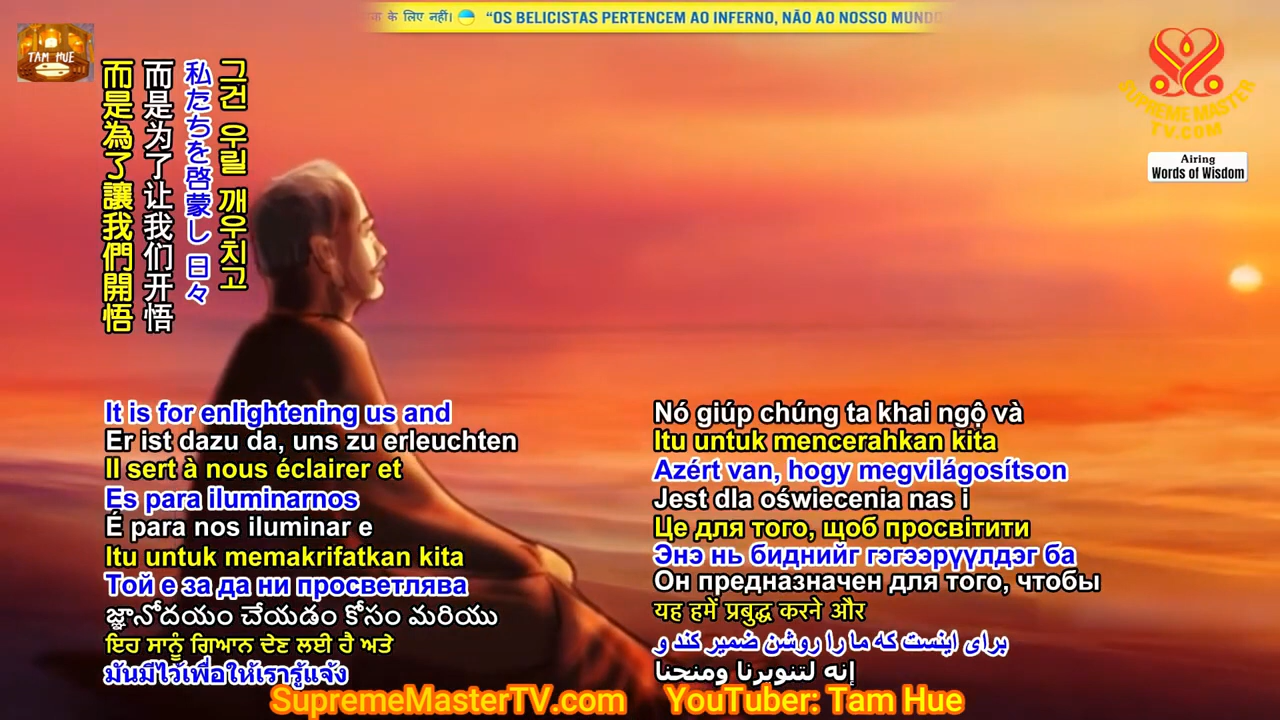 के लिए नहीं। “OS BELICISTAS PERTENCEM AO INFERNO, NÃO AO NOSSO MUNDO
TAM HUE
SUPREME MASTER
TV.COM
Airing
Words of Wisdom
而是為了讓我們開悟
而是为了让我们开悟
私たちを啓蒙し 日々
그건 우릴 깨우치고
It is for enlightening us and
Er ist dazu da, uns zu erleuchten
Il sert à nous éclairer et
Es para iluminarnos
É para nos iluminar e
Itu untuk memakrifatkan kita
Той е за да ни просветлява
జ్ఞానోదయం చేయడం కోసం మరియు
ਇਹ ਸਾਨੂੰ ਗਿਆਨ ਦੇਣ ਲਈ ਹੈ ਅਤੇ
มันมีไว้เพื่อให้เรารู้แจ้ง
Nó giúp chúng ta khai ngộ và
Itu untuk mencerahkan kita
Azért van, hogy megvilágosítson
Jest dla oświecenia nas i
Це для того, щоб просвітити
Энэ нь биднийг гэгээрүүлдэг ба
Он предназначен для того, чтобы
यह हमें प्रबुद्ध करने और
برای اینست که ما را روشن ضمیر کند و
إنه لتنويرنا ومنحنا
SupremeMasterTV.com YouTuber: Tam Hue